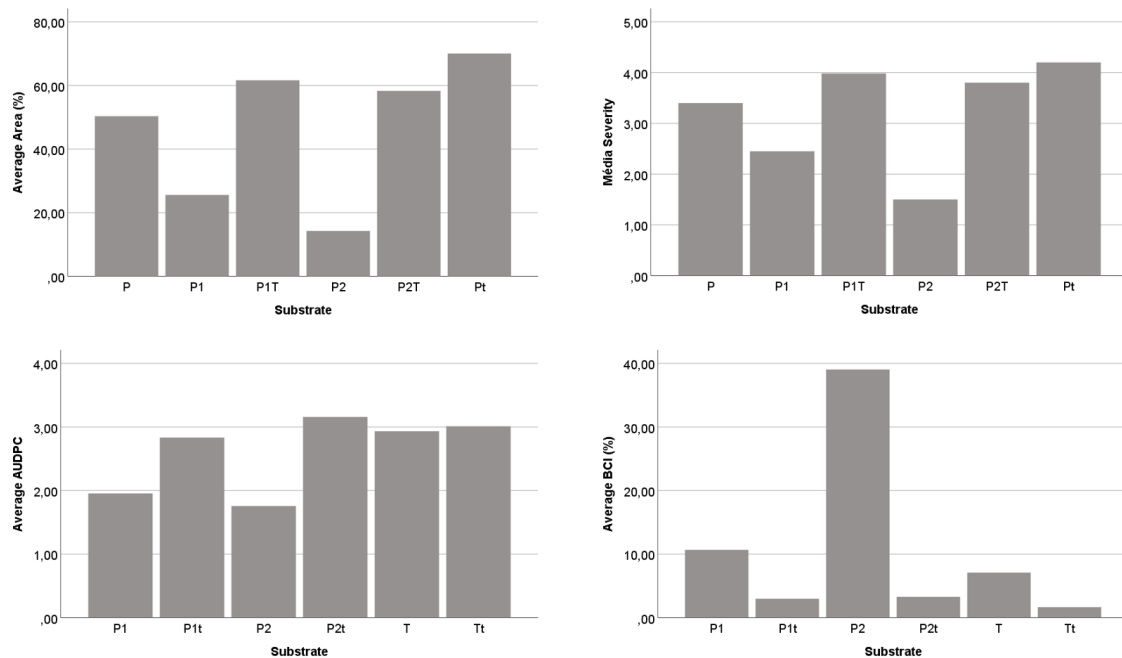 80,00
60,00
40,00
20,00
,00
Average Area (%)
P P1 P1T P2 P2T Pt
Substrate
5,00
4,00
3,00
2,00
1,00
,00
Média Severity
P P1 P1T P2 P2T Pt
Substrate
4,00
3,00
2,00
1,00
,00
Average AUDPC
P1 P1t P2 P2t T Tt
Substrate
40,00
30,00
20,00
10,00
,00
Average BCI (%)
P1 P1t P2 P2t T Tt
Substrate